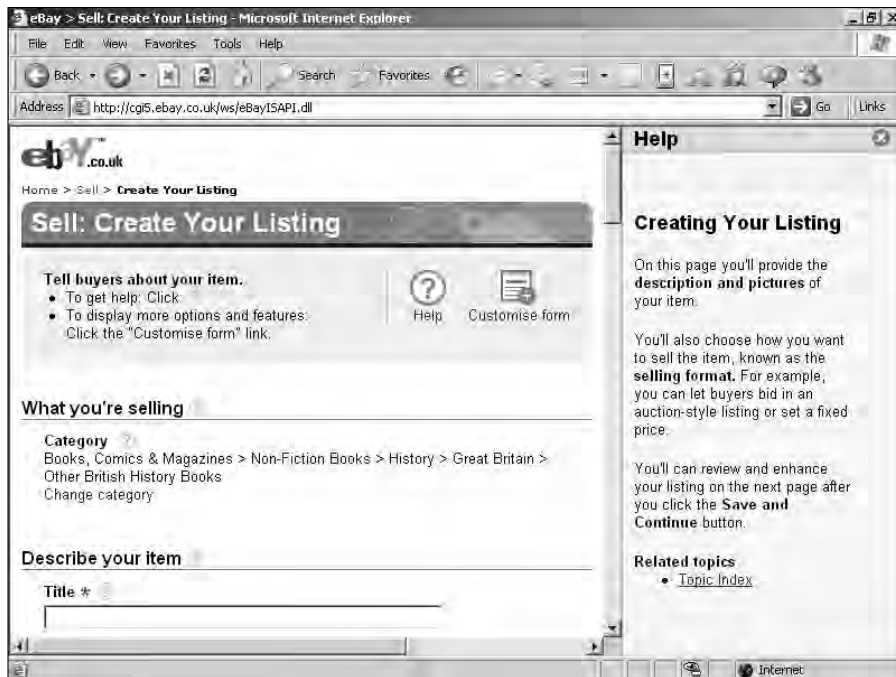 eBay > Sell: Create Your Listing - Microsoft Internet Explorer
File Edit View Favorites Tools Help
Back Search Favorites
Address http://cgi5.ebay.co.uk/ws/eBayISAPI.dll Go Links
ebay™.co.uk
Home > Sell > Create Your Listing
Sell: Create Your Listing
Tell buyers about your item.
• To get help: Click
• To display more options and features:
Click the "Customise form" link.
? Help
Customise form
What you're selling
Category ?
Books, Comics & Magazines > Non-Fiction Books > History > Great Britain >
Other British History Books
Change category
Describe your item
Title *
Help
Creating Your Listing
On this page you'll provide the
description and pictures of
your item.
You'll also choose how you want
to sell the item, known as the
selling format. For example,
you can let buyers bid in an
auction-style listing or set a fixed
price.
You'll can review and enhance
your listing on the next page after
you click the Save and
Continue button.
Related topics
• Topic Index
Internet